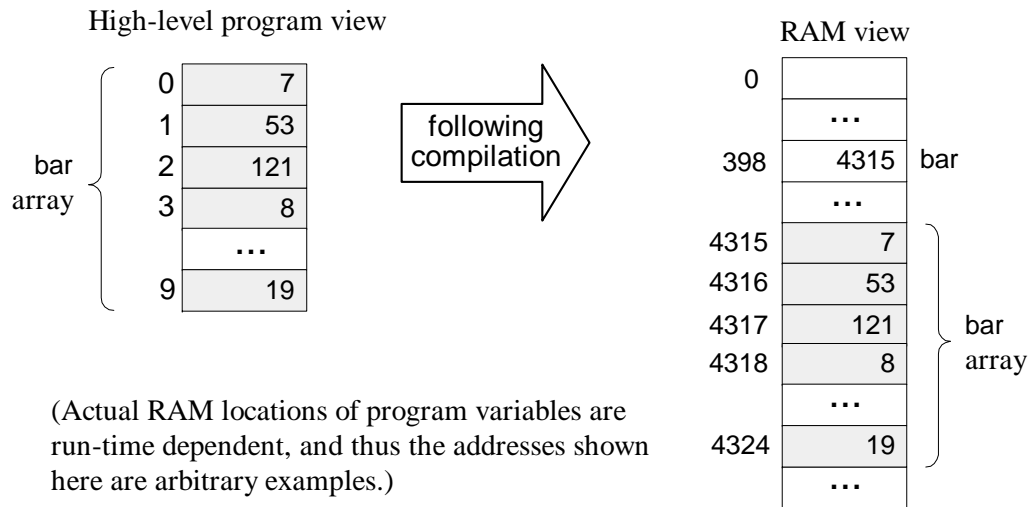 High-level program view
0 7
1 53
2 121
3 8
...
9 19
bar
array
following
compilation
RAM view
0
...
398 4315 bar
...
4315 7
4316 53
4317 121
4318 8
...
4324 19
...
bar
array
(Actual RAM locations of program variables are
run-time dependent, and thus the addresses shown
here are arbitrary examples.)